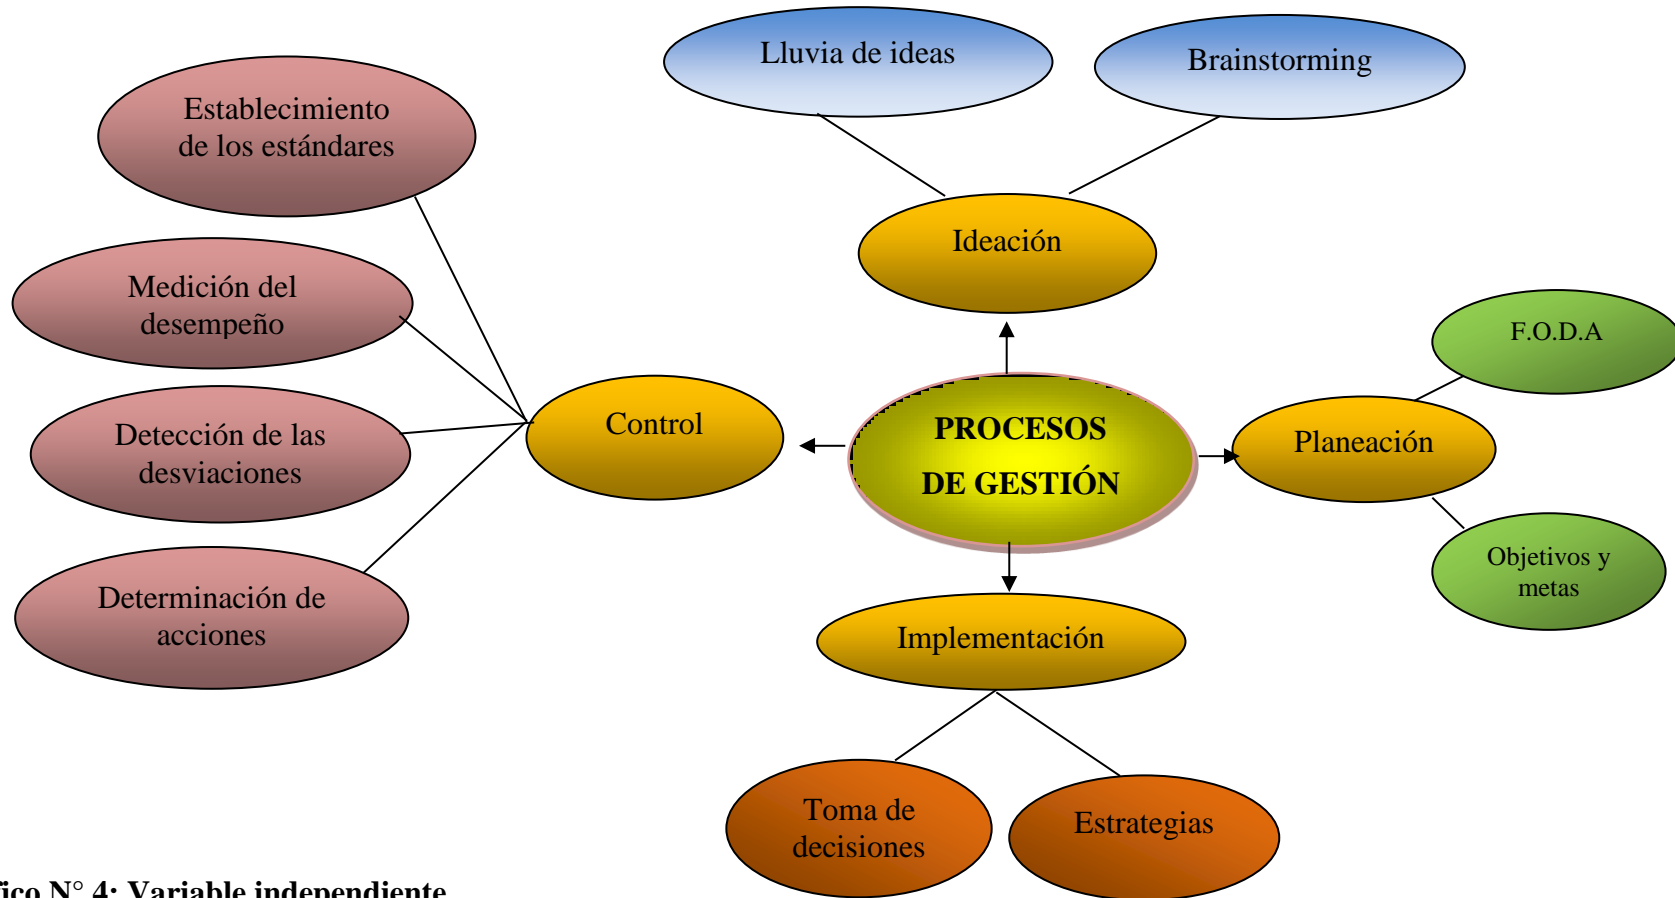 Lluvia de ideas
Brainstorming
Establecimiento
de los estándares
Ideación
Medición del
desempeño
F.O.D.A
Control
PROCESOS
DE GESTIÓN
Planeación
Detección de las
desviaciones
Objetivos y
metas
Determinación de
acciones
Implementación
Toma de
decisiones
Estrategias
fico N° 4: Variable independiente